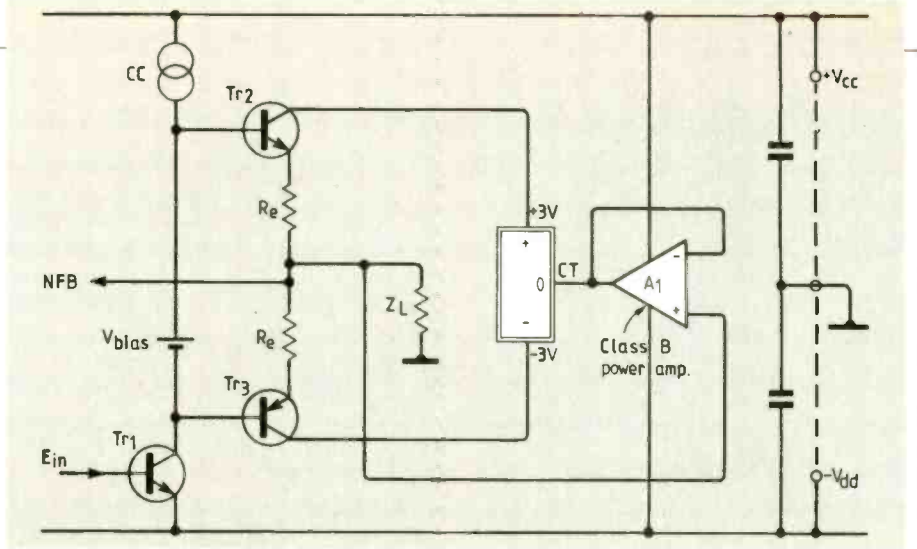 CC
Tr2
+Vcc
Re
+3V
+
NFB
0
CT
-
A1
+
ZL
Vbias
Re
-
-3V
Class B
power amp.
Tr3
Tr1
Ein
-Vdd